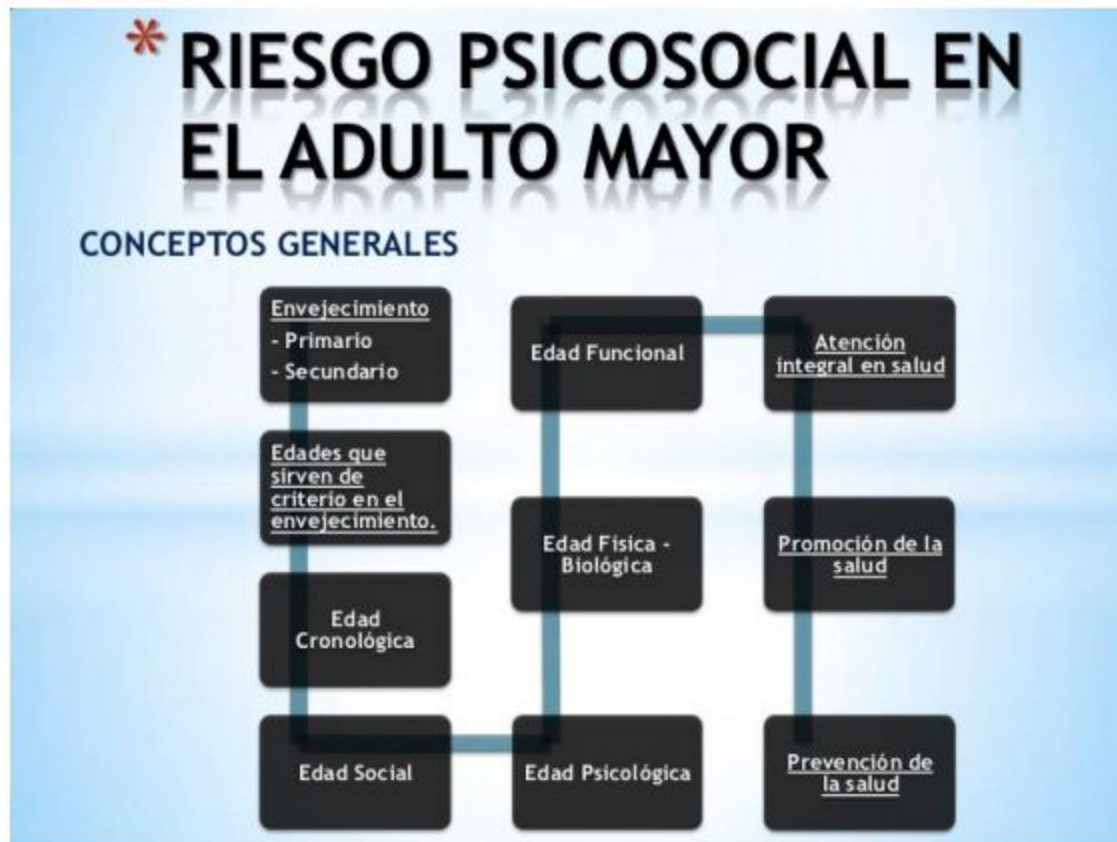 * RIESGO PSICOSOCIAL EN
EL ADULTO MAYOR
CONCEPTOS GENERALES
Envejecimiento
- Primario
- Secundario
Edades que
sirven de
criterio en el
envejecimiento.
Edad
Cronológica
Edad Social
Edad Psicológica
Edad Fisica -
Biológica
Edad Funcional
Atención
integral en salud
Promoción de la
salud
Prevención de
la salud